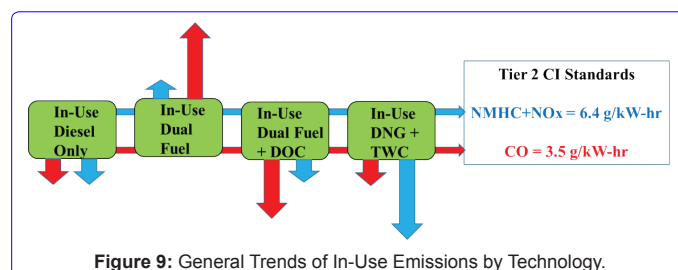 In-Use
Diesel
Only
In-Use
Dual
Fuel
In-Use
Dual Fuel
+ DOC
In-Use
DNG +
TWC
Tier 2 CI Standards
NMHC+NOx = 6.4 g/kW-hr
CO = 3.5 g/kW-hr
Figure 9: General Trends of In-Use Emissions by Technology.